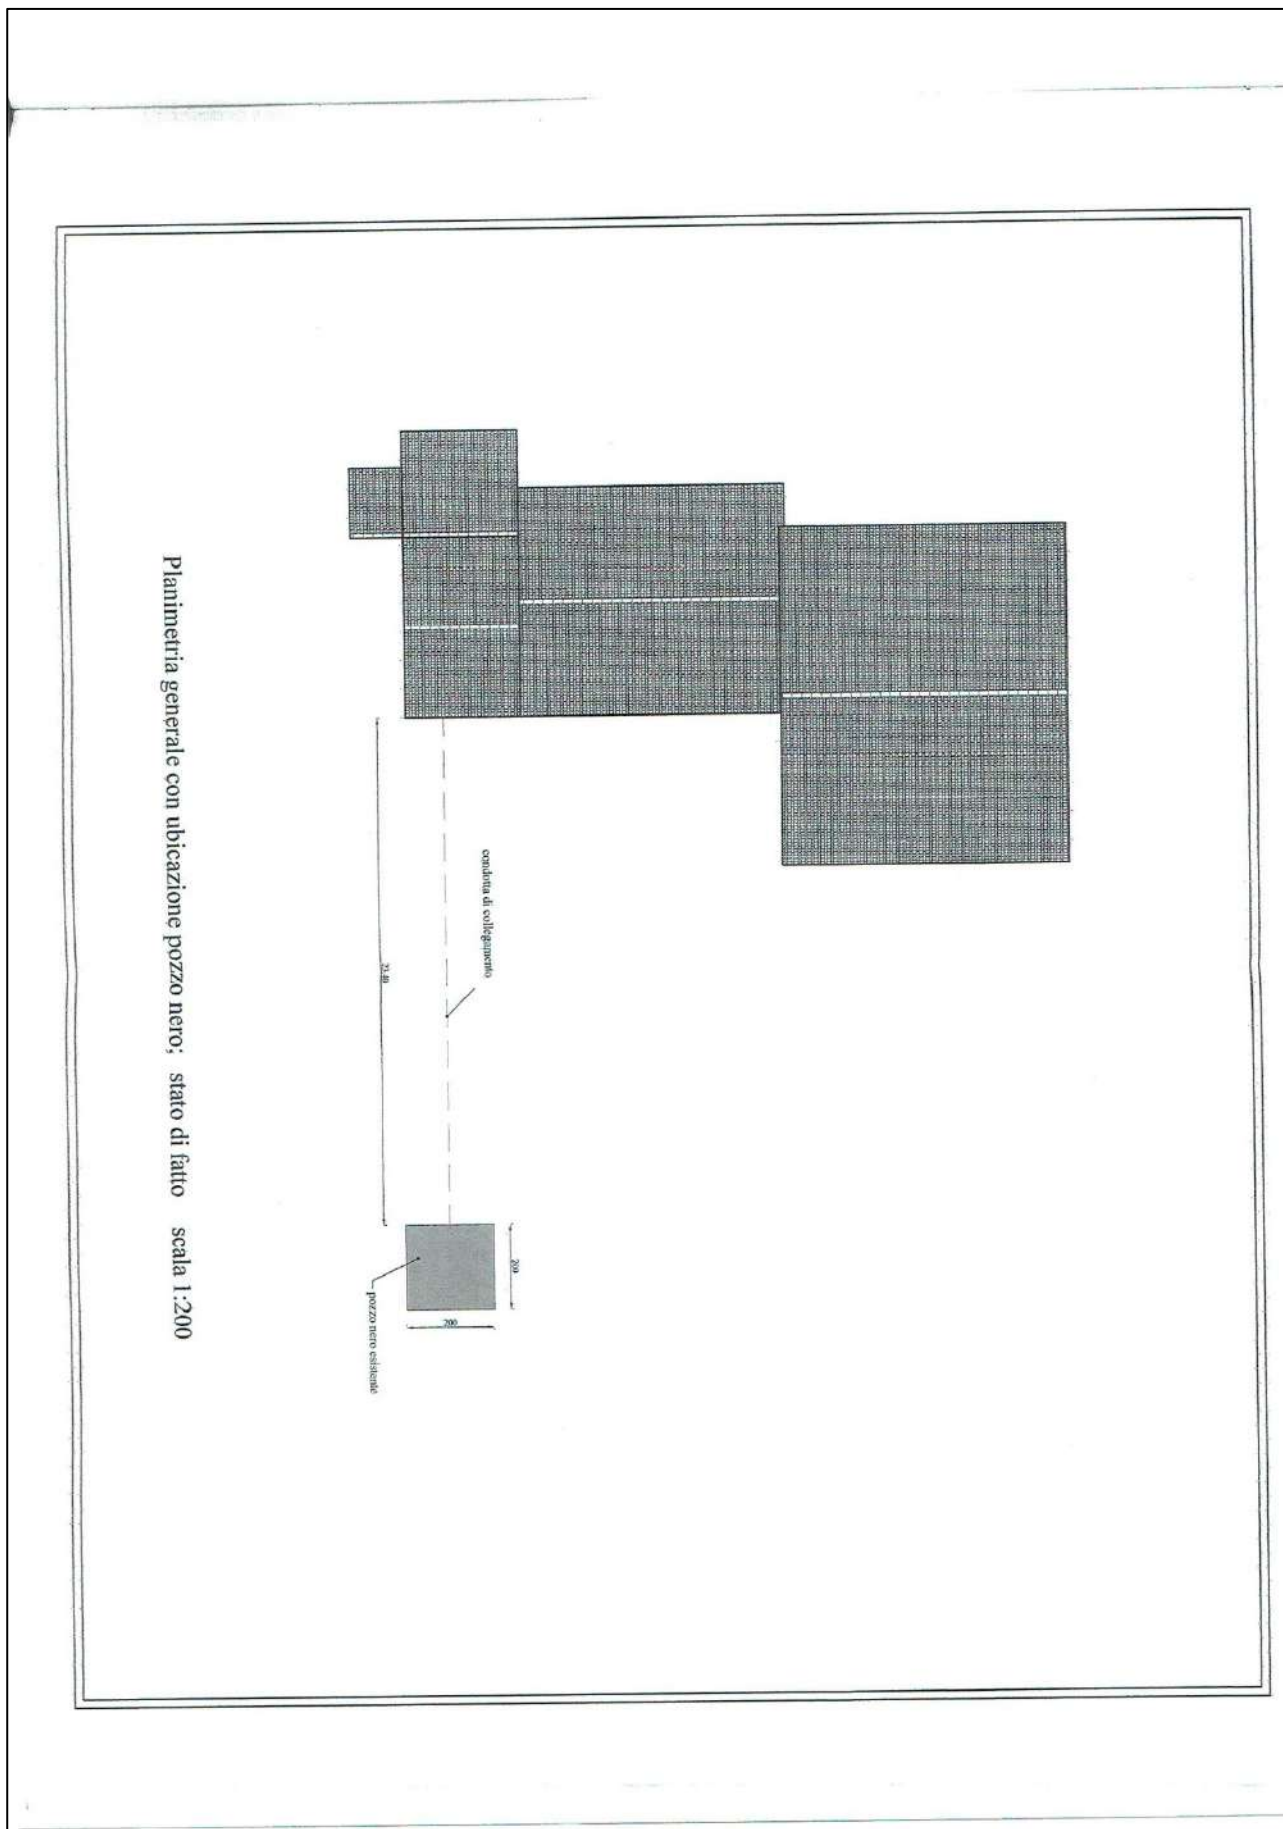 condotta di collegamento
200
200
pozzo nero esistente
Planimetria generale con ubicazione pozzo nero; stato di fatto scala 1:200